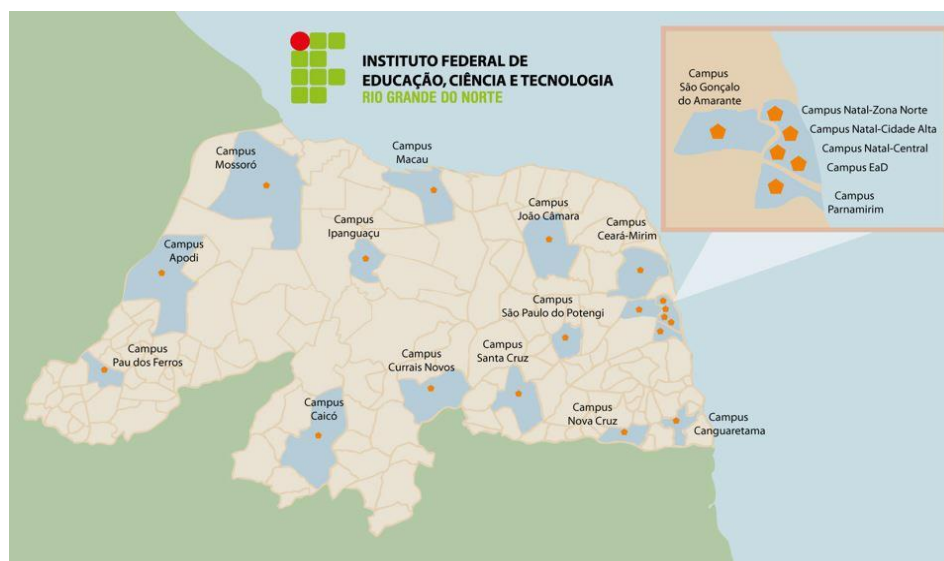 INSTITUTO FEDERAL DE
EDUCAÇÃO, CIÊNCIA E TECNOLOGIA
RIO GRANDE DO NORTE
Campus
São Gonçalo
do Amarante
Campus Natal-Zona Norte
Campus Natal-Cidade Alta
Campus Natal-Central
Campus EaD
Campus
Parnamirim
Campus
Mossoró
Campus
Macau
Campus
João Câmara
Campus
Ipanguaçu
Campus
Ceará-Mirim
Campus
Apodi
Campus
São Paulo do Potengi
Campus
Pau dos Ferros
Campus
Currais Novos
Campus
Santa Cruz
Campus
Caicó
Campus
Nova Cruz
Campus
Canguaretama